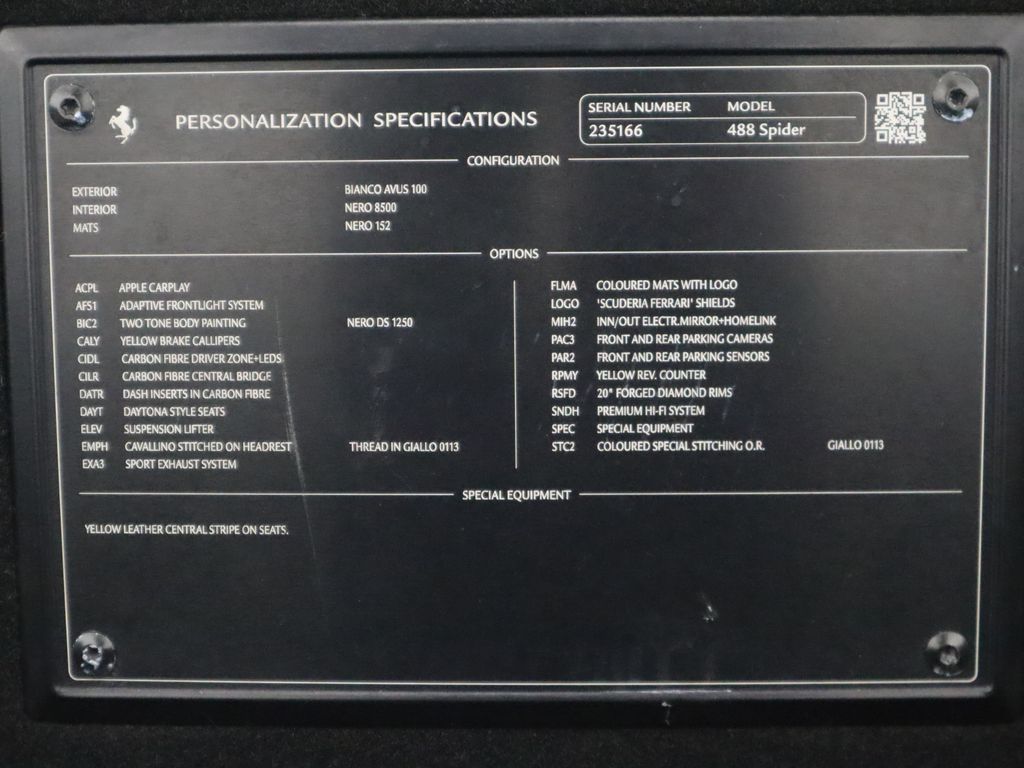 PERSONALIZATION SPECIFICATIONS
SERIAL NUMBER MODEL
235166 488 Spider
CONFIGURATION
EXTERIOR BIANCO AVUS 100
INTERIOR NERO 8500
MATS NERO 152
OPTIONS
ACPL APPLE CARPLAY
AFS1 ADAPTIVE FRONTLIGHT SYSTEM
BIC2 TWO TONE BODY PAINTING NERO DS 1250
CALY YELLOW BRAKE CALLIPERS
CIDL CARBON FIBRE DRIVER ZONE+LEDS
CILR CARBON FIBRE CENTRAL BRIDGE
DATR DASH INSERTS IN CARBON FIBRE
DAYT DAYTONA STYLE SEATS
ELEV SUSPENSION LIFTER
EMPH CAVALLINO STITCHED ON HEADREST THREAD IN GIALLO 0113
EXA3 SPORT EXHAUST SYSTEM
FLMA COLOURED MATS WITH LOGO
LOGO 'SCUDERIA FERRARI' SHIELDS
MIH2 INN/OUT ELECTR.MIRROR+HOMELINK
PAC3 FRONT AND REAR PARKING CAMERAS
PAR2 FRONT AND REAR PARKING SENSORS
RPMY YELLOW REV. COUNTER
RSFD 20" FORGED DIAMOND RIMS
SNDH PREMIUM HI-FI SYSTEM
SPEC SPECIAL EQUIPMENT
STC2 COLOURED SPECIAL STITCHING O.R. GIALLO 0113
SPECIAL EQUIPMENT
YELLOW LEATHER CENTRAL STRIPE ON SEATS.